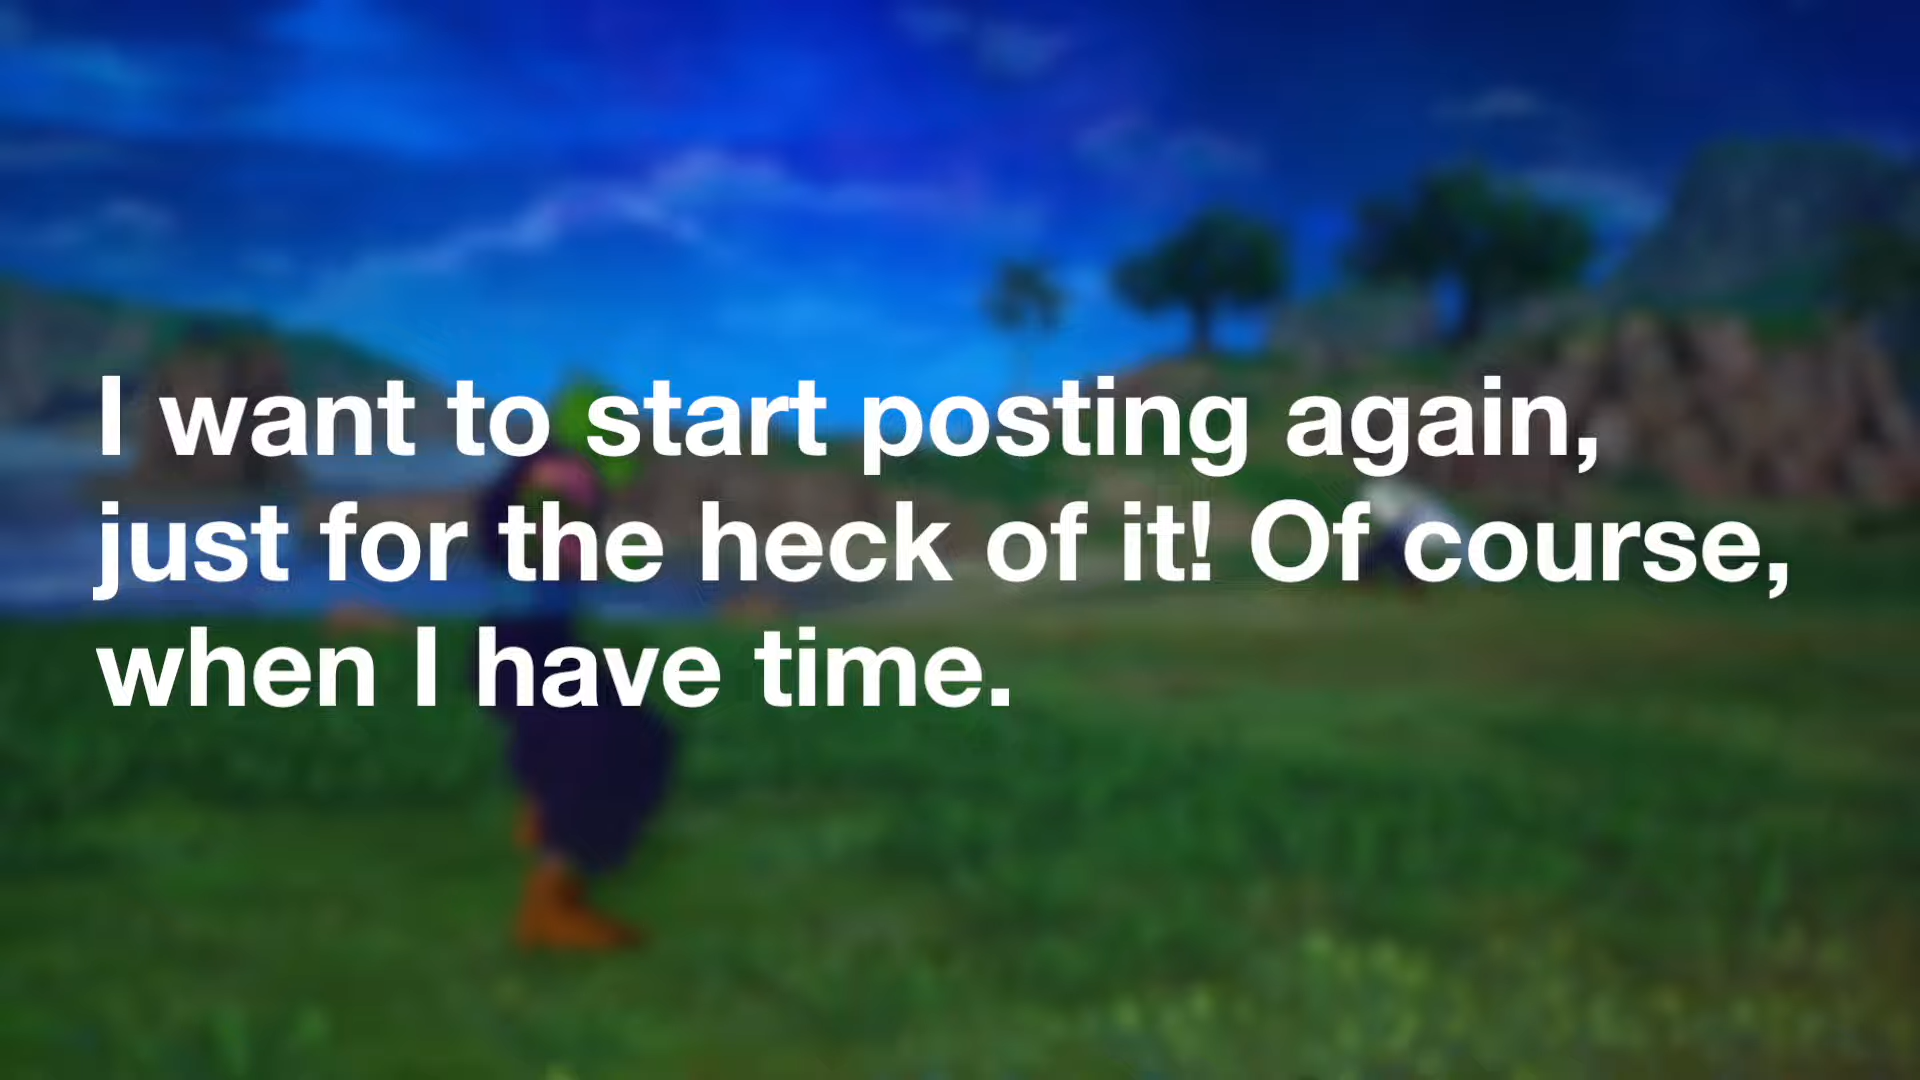 I want to start posting again,
just for the heck of it! Of course,
when I have time.